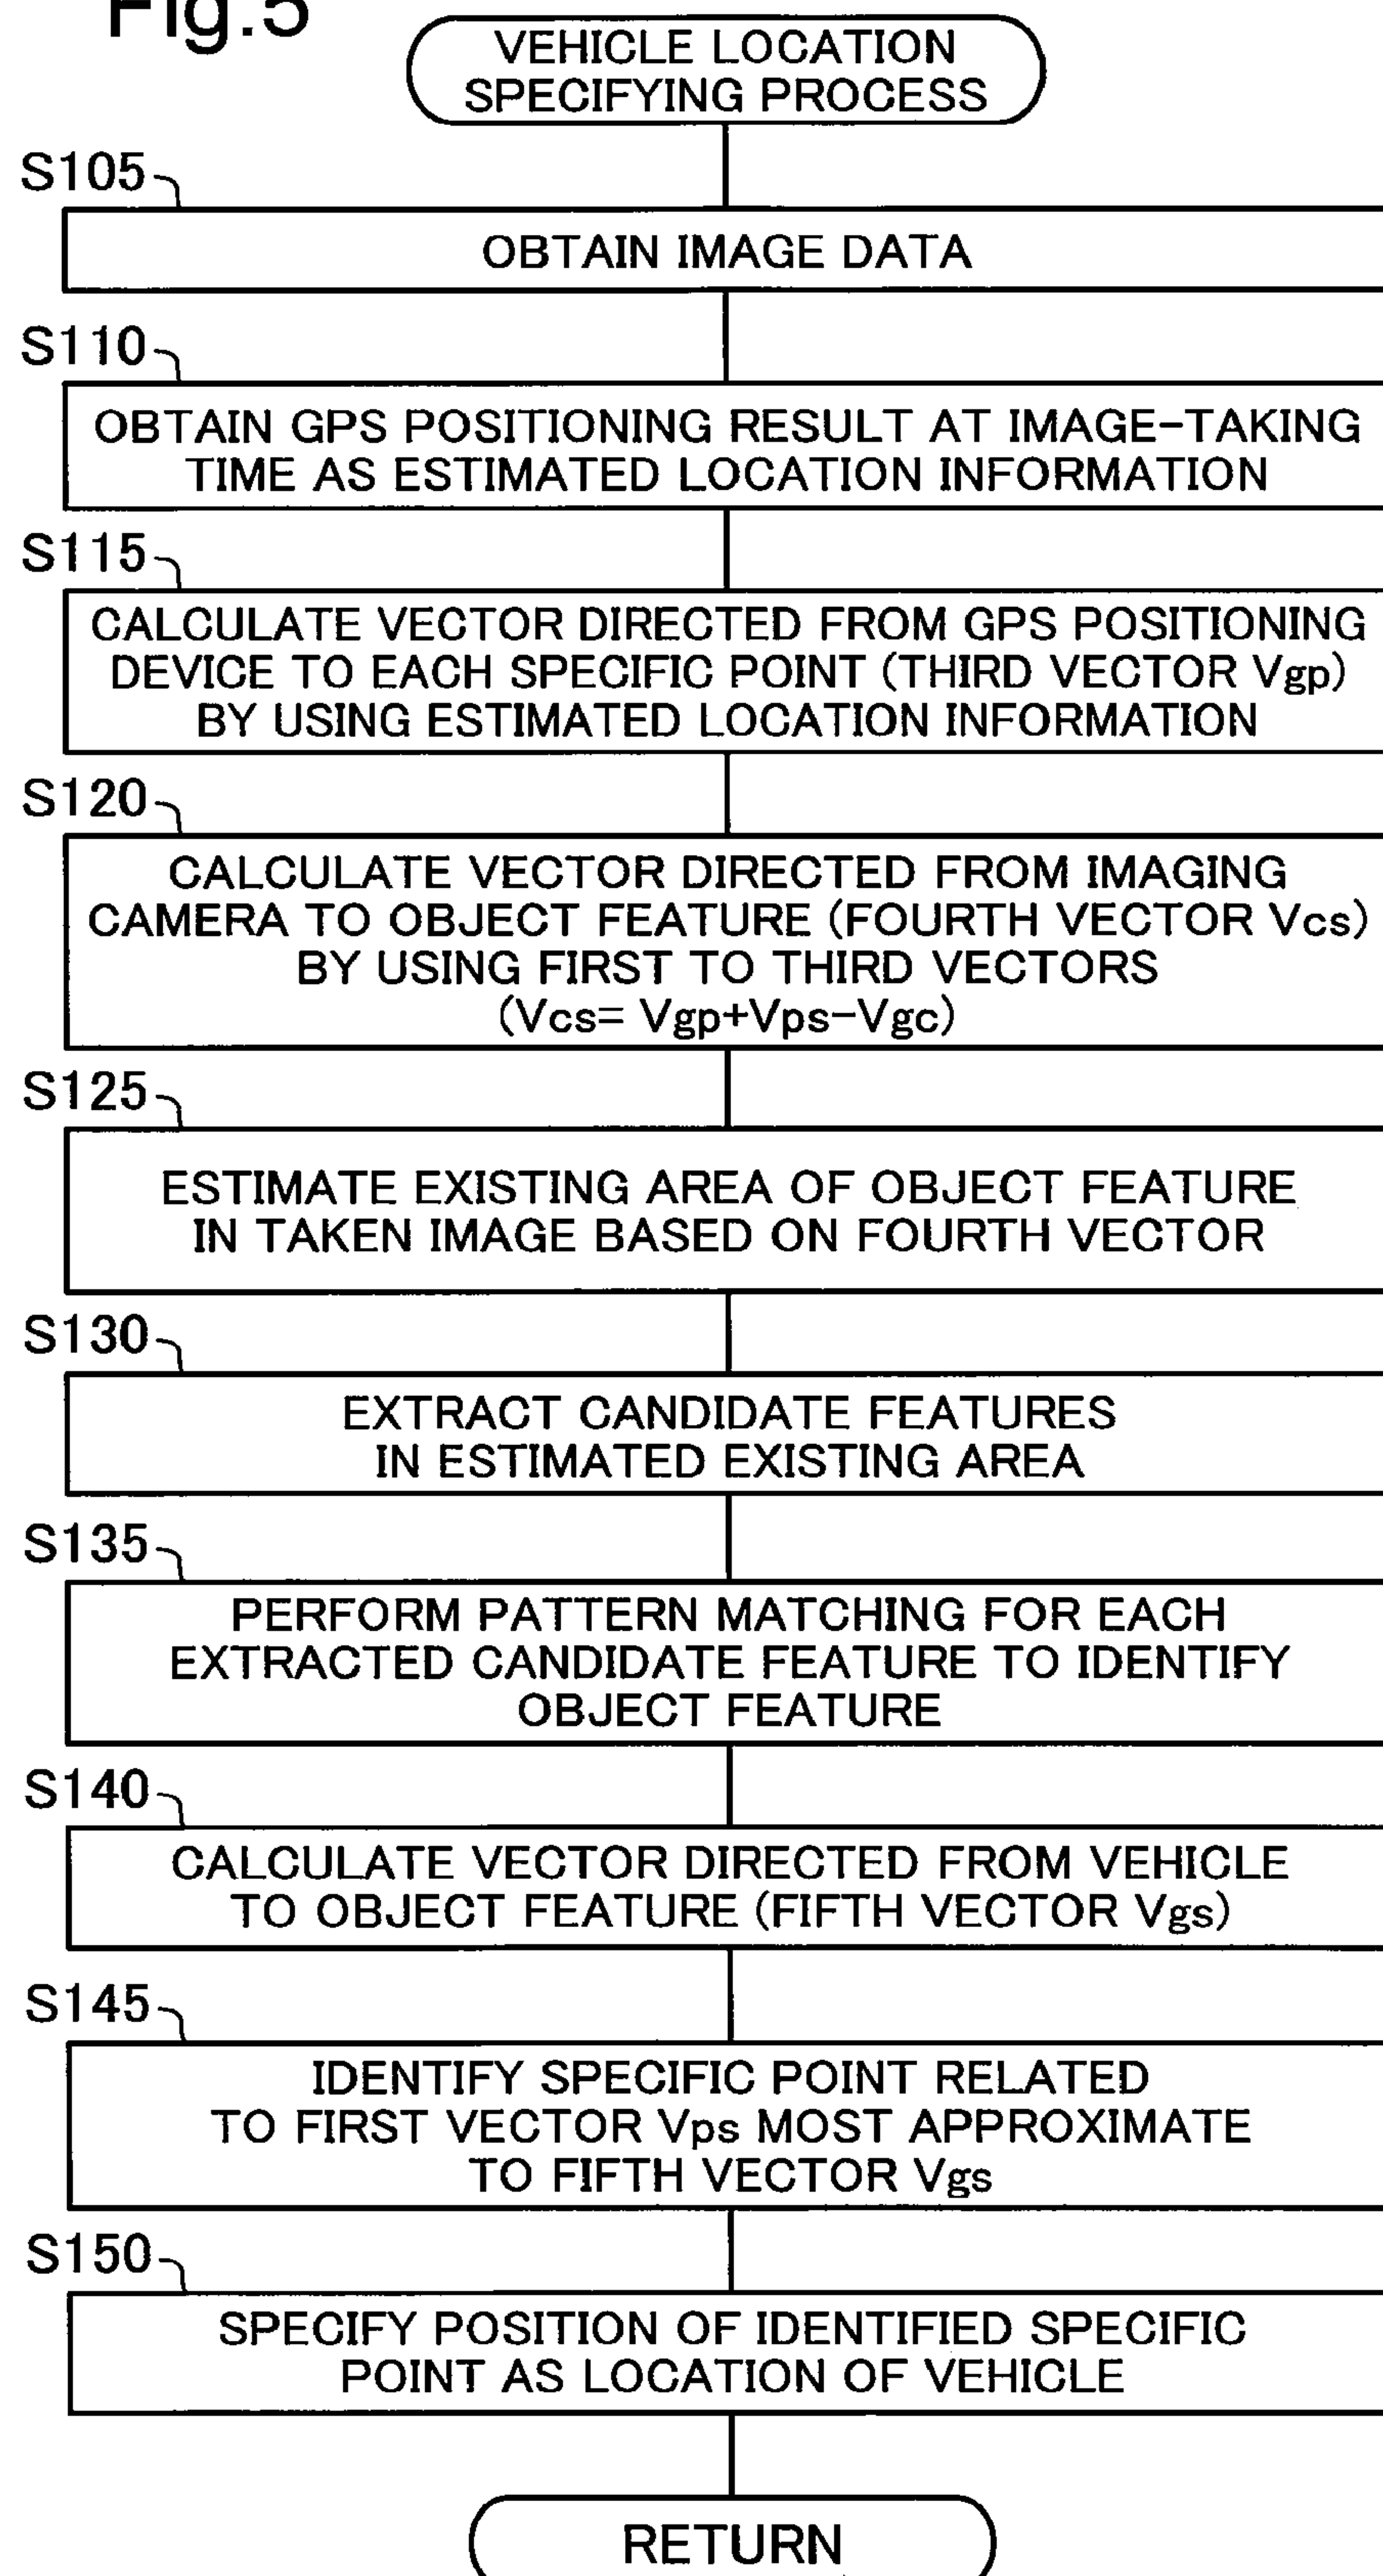 Fig.5
VEHICLE LOCATION
SPECIFYING PROCESS
S105
OBTAIN IMAGE DATA
S110
OBTAIN GPS POSITIONING RESULT AT IMAGE-TAKING
TIME AS ESTIMATED LOCATION INFORMATION
S115
CALCULATE VECTOR DIRECTED FROM GPS POSITIONING
DEVICE TO EACH SPECIFIC POINT (THIRD VECTOR Vgp)
BY USING ESTIMATED LOCATION INFORMATION
S120
CALCULATE VECTOR DIRECTED FROM IMAGING
CAMERA TO OBJECT FEATURE (FOURTH VECTOR Vcs)
BY USING FIRST TO THIRD VECTORS
(Vcs= Vgp+Vps-Vgc)
S125
ESTIMATE EXISTING AREA OF OBJECT FEATURE
IN TAKEN IMAGE BASED ON FOURTH VECTOR
S130
EXTRACT CANDIDATE FEATURES
IN ESTIMATED EXISTING AREA
S135
PERFORM PATTERN MATCHING FOR EACH
EXTRACTED CANDIDATE FEATURE TO IDENTIFY
OBJECT FEATURE
S140
CALCULATE VECTOR DIRECTED FROM VEHICLE
TO OBJECT FEATURE (FIFTH VECTOR Vgs)
S145
IDENTIFY SPECIFIC POINT RELATED
TO FIRST VECTOR Vps MOST APPROXIMATE
TO FIFTH VECTOR Vgs
S150
SPECIFY POSITION OF IDENTIFIED SPECIFIC
POINT AS LOCATION OF VEHICLE
RETURN